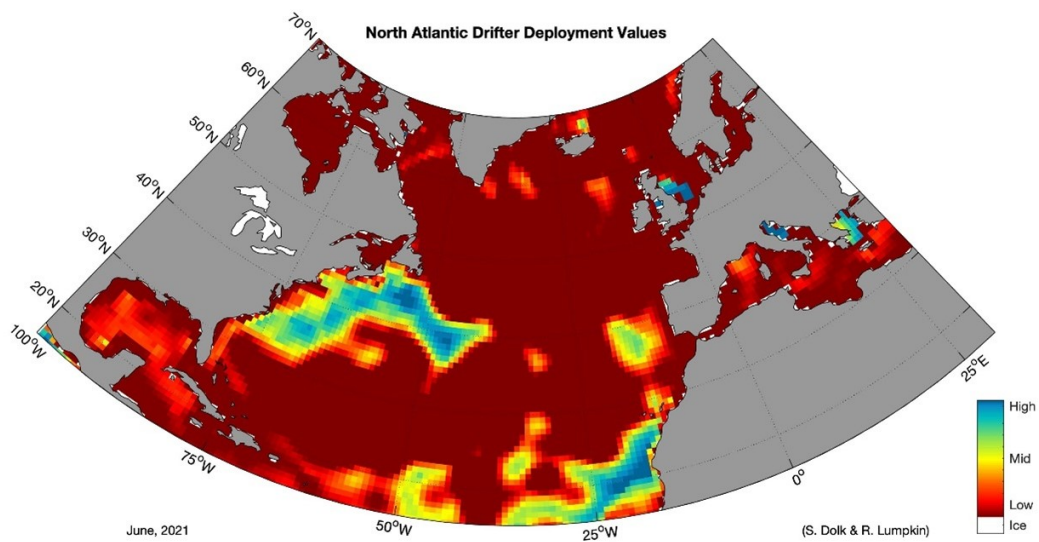 North Atlantic Drifter Deployment Values
70°N
60°N
50°N
40°N
30°N
20°N
100°W
75°W
50°W
25°W
0°
25°E
High
Mid
Low
Ice
June, 2021
(S. Dolk & R. Lumpkin)